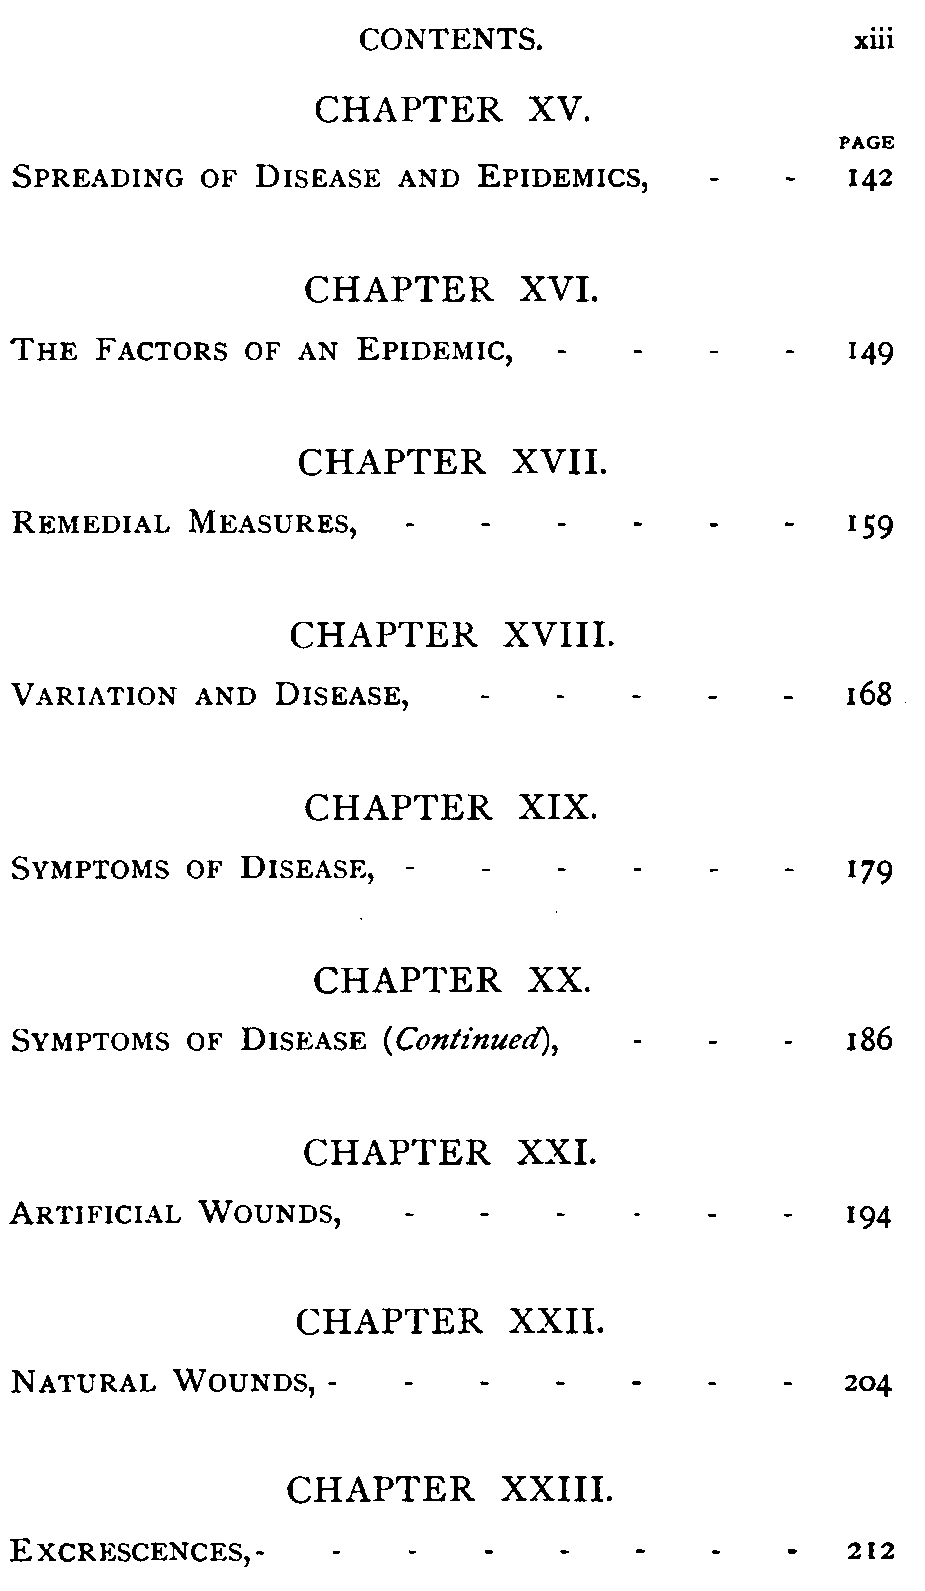 CONTENTS. xiii
CHAPTER XV.
PAGE
SPREADING OF DISEASE AND EPIDEMICS, - - 142
CHAPTER XVI.
THE FACTORS OF AN EPIDEMIC, - - - - 149
CHAPTER XVII.
REMEDIAL MEASURES, - - - - - - 159
CHAPTER XVIII.
VARIATION AND DISEASE, - - - - - 168
CHAPTER XIX.
SYMPTOMS OF DISEASE, - - - - - - 179
CHAPTER XX.
SYMPTOMS OF DISEASE (Continued), - - - 186
CHAPTER XXI.
ARTIFICIAL WOUNDS, - - - - - - 194
CHAPTER XXII.
NATURAL WOUNDS, - - - - - - - 204
CHAPTER XXIII.
EXCRESCENCES, - - - - - - - - 212